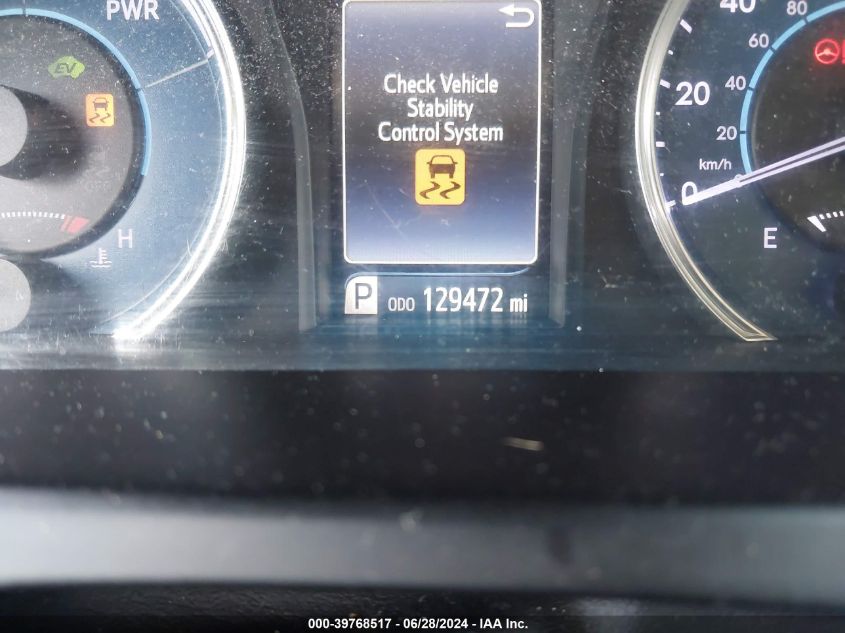 PWR
EV
Check Vehicle
Stability
Control System
H
P ODO 129472 mi
40
80
60
20
40
20
km/h
0
0
E
000-39768517 - 06/28/2024 - IAA Inc.